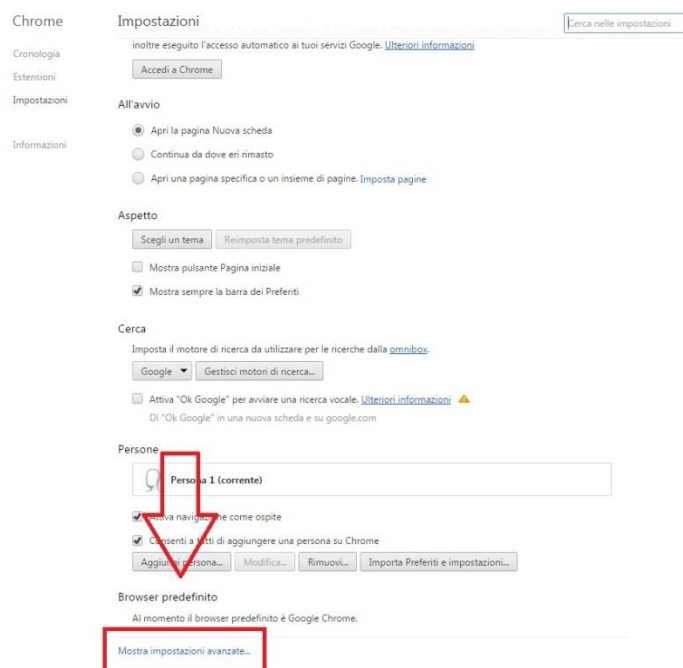 Chrome
Impostazioni
Cerca nelle impostazioni
Cronologia
Estensioni
Impostazioni
Informazioni
inoltre eseguito l'accesso automatico ai tuoi servizi Google. Ulteriori informazioni
Accedi a Chrome
All'avvio
Apri la pagina Nuova scheda
Continua da dove eri rimasto
Apri una pagina specifica o un insieme di pagine. Imposta pagine
Aspetto
Scegli un tema Reimposta tema predefinito
Mostra pulsante Pagina iniziale
Mostra sempre la barra dei Preferiti
Cerca
Imposta il motore di ricerca da utilizzare per le ricerche dalla omnibox.
Google Gestisci motori di ricerca...
Attiva "Ok Google" per avviare una ricerca vocale. Ulteriori informazioni
Di "Ok Google" in una nuova scheda e su google.com
Persone
Persona 1 (corrente)
Attiva navigazione come ospite
Consenti a tutti di aggiungere una persona su Chrome
Aggiungi persona... Modifica... Rimuovi... Importa Preferiti e impostazioni...
Browser predefinito
Al momento il browser predefinito è Google Chrome.
Mostra impostazioni avanzate...